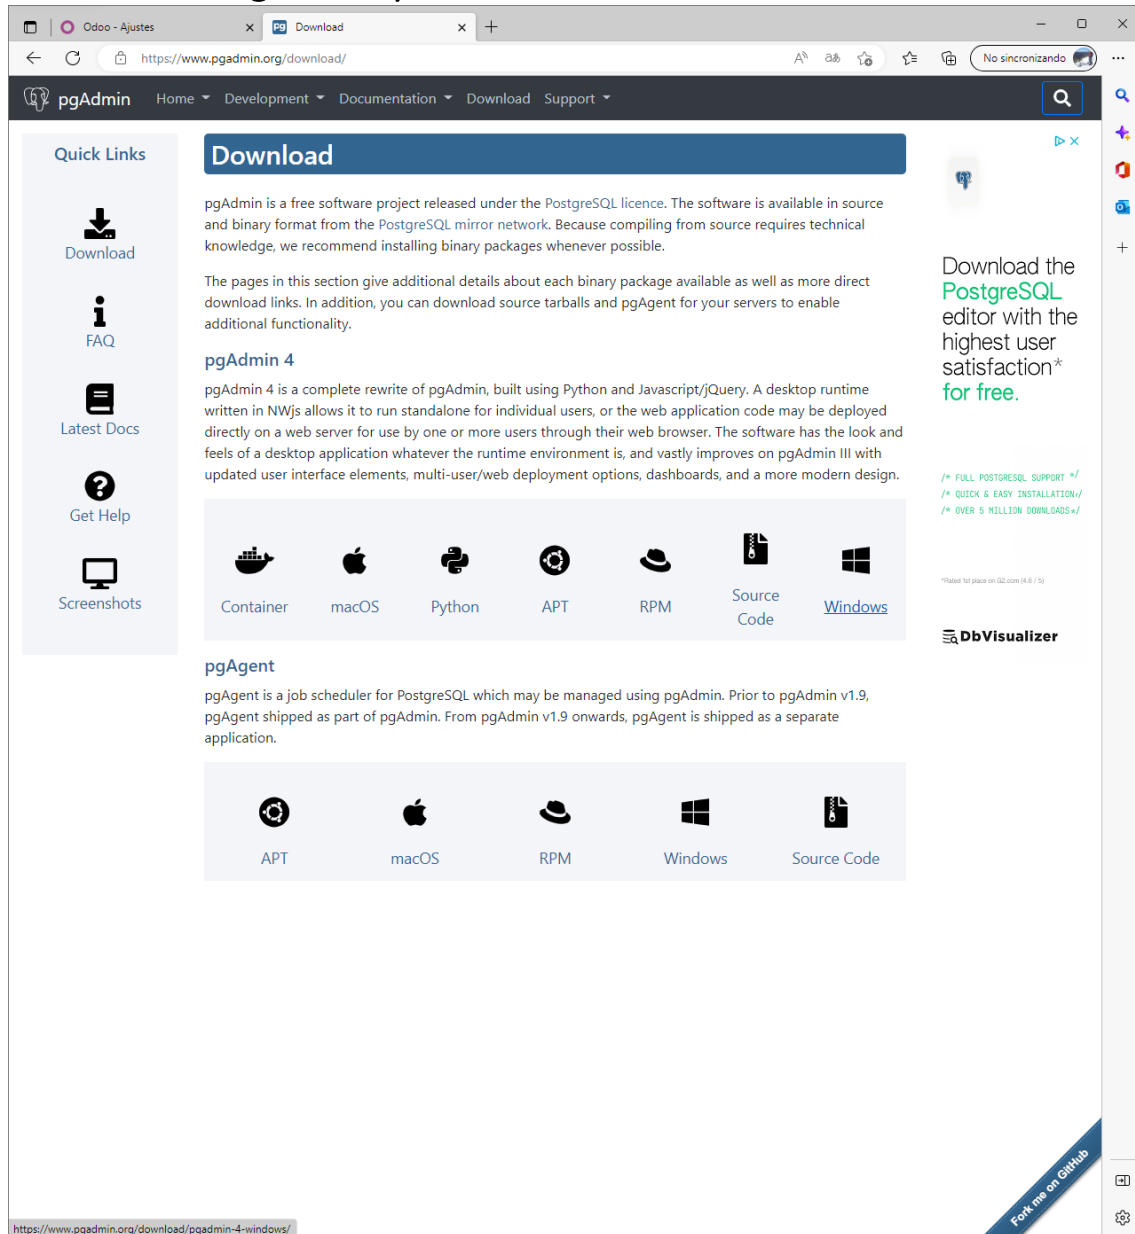 Odoo - Ajustes
Download
https://www.pgadmin.org/download/
No sincronizando
pgAdmin
Home
Development
Documentation
Download
Support
Quick Links
Download
FAQ
Latest Docs
Get Help
Screenshots
Download
pgAdmin is a free software project released under the PostgreSQL licence. The software is available in source
and binary format from the PostgreSQL mirror network. Because compiling from source requires technical
knowledge, we recommend installing binary packages whenever possible.
The pages in this section give additional details about each binary package available as well as more direct
download links. In addition, you can download source tarballs and pgAgent for your servers to enable
additional functionality.
pgAdmin 4
pgAdmin 4 is a complete rewrite of pgAdmin, built using Python and Javascript/jQuery. A desktop runtime
written in NWjs allows it to run standalone for individual users, or the web application code may be deployed
directly on a web server for use by one or more users through their web browser. The software has the look and
feels of a desktop application whatever the runtime environment is, and vastly improves on pgAdmin III with
updated user interface elements, multi-user/web deployment options, dashboards, and a more modern design.
Container
macOS
Python
APT
RPM
Source
Code
Windows
pgAgent
pgAgent is a job scheduler for PostgreSQL which may be managed using pgAdmin. Prior to pgAdmin v1.9,
pgAgent shipped as part of pgAdmin. From pgAdmin v1.9 onwards, pgAgent is shipped as a separate
application.
APT
macOS
RPM
Windows
Source Code
Download the
PostgreSQL
editor with the
highest user
satisfaction*
for free.
/* FULL POSTGRESQL SUPPORT */
/* QUICK & EASY INSTALLATION*/
/* OVER 5 MILLION DOWNLOADS*/
*Rated 1st place on G2.com (4.6 / 5)
DbVisualizer
Fork me on GitHub
https://www.pgadmin.org/download/pgadmin-4-windows/